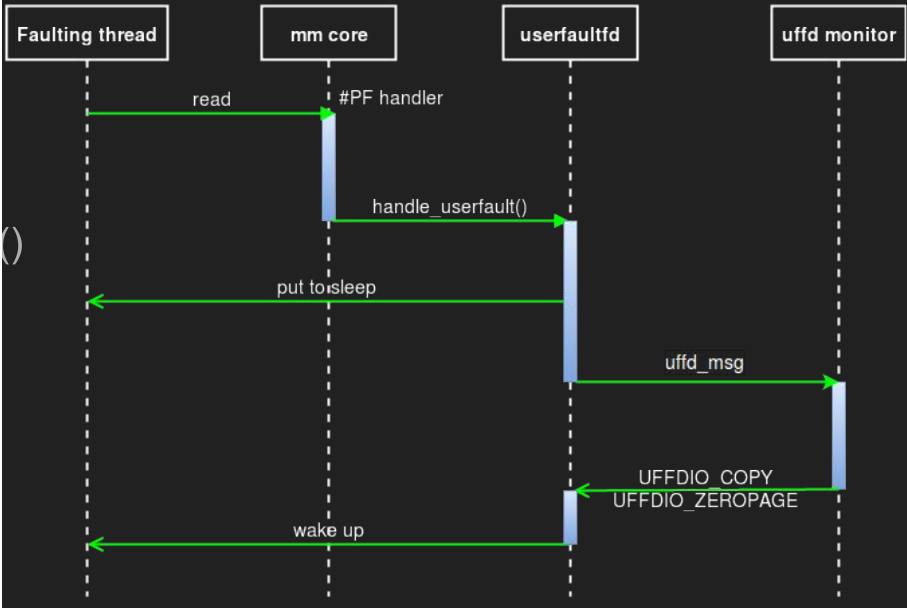 Faulting thread
mm core
userfaultfd
uffd monitor
read
#PF handler
handle_userfault()
()
put to sleep
uffd_msg
UFFDIO_COPY
UFFDIO_ZEROPAGE
wake up